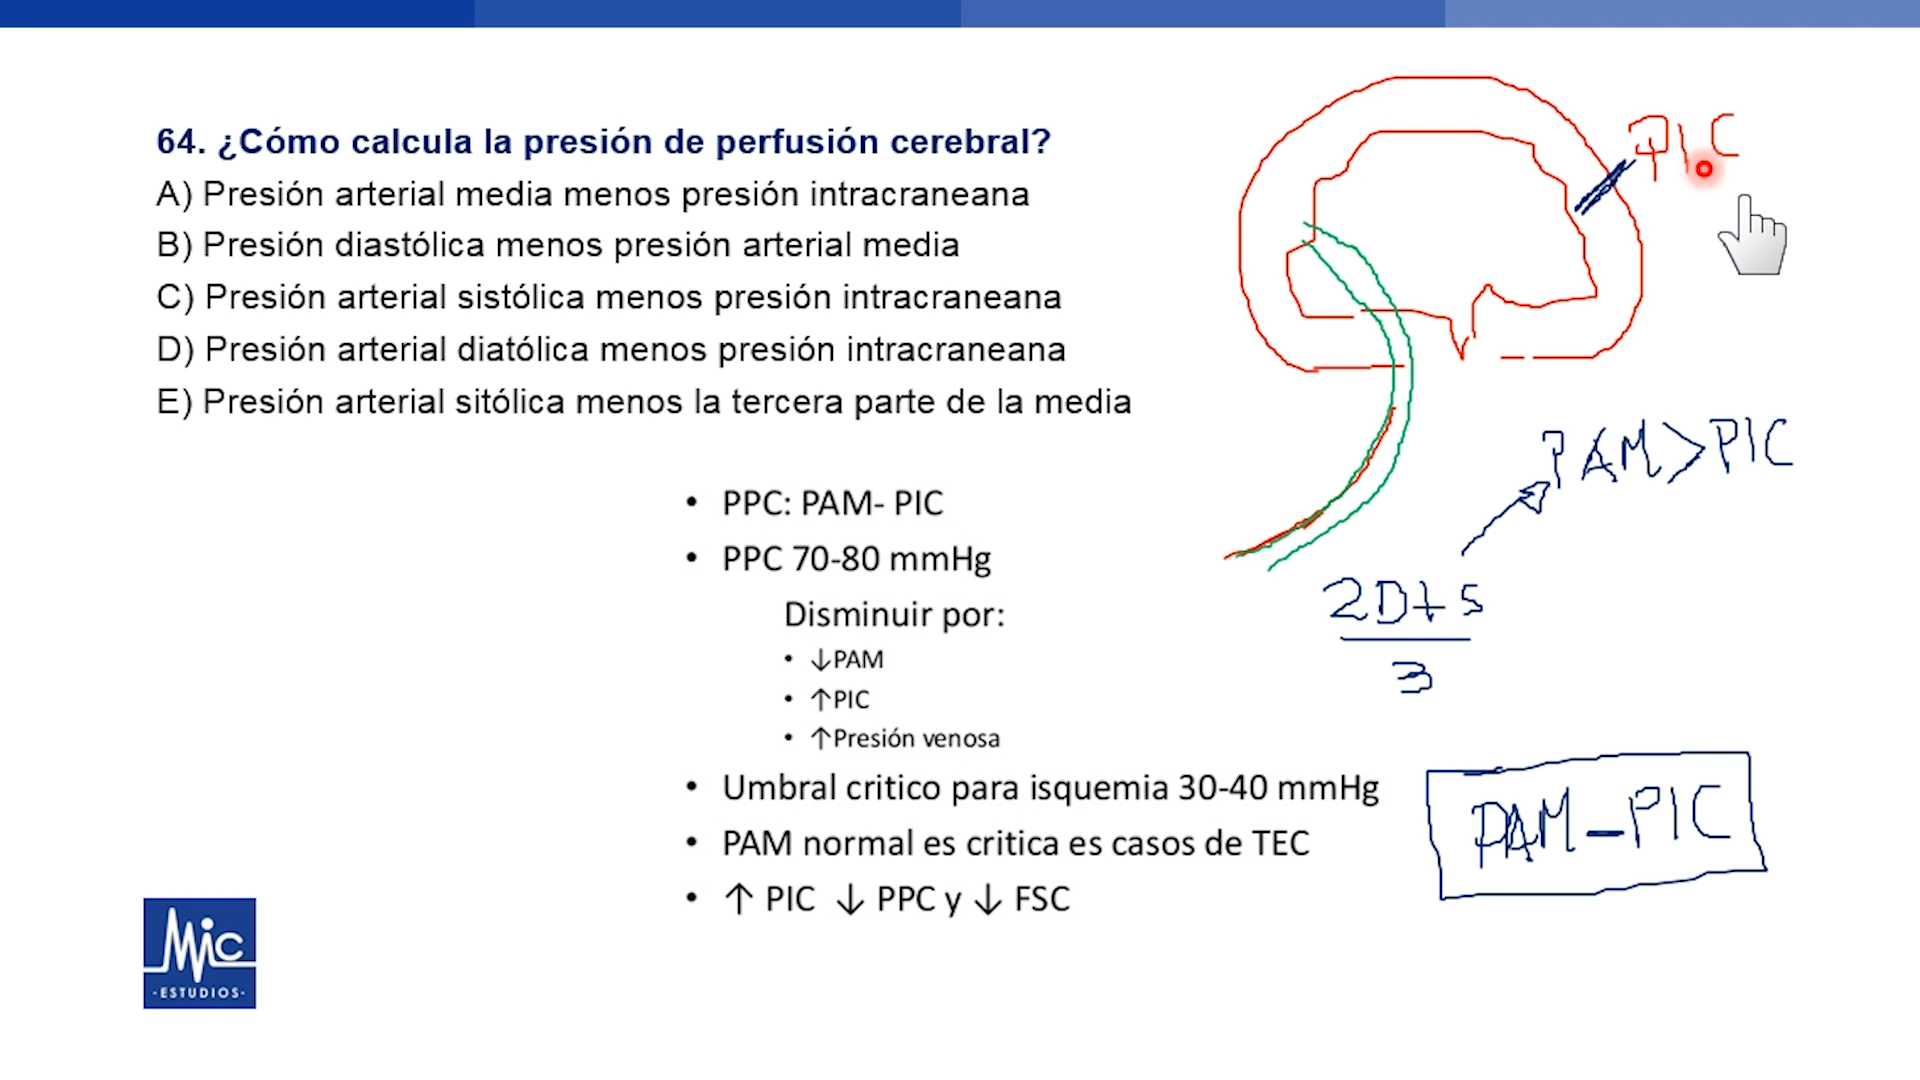 64. ¿Cómo calcula la presión de perfusión cerebral?
A) Presión arterial media menos presión intracraneana
B) Presión diastólica menos presión arterial media
C) Presión arterial sistólica menos presión intracraneana
D) Presión arterial diatólica menos presión intracraneana
E) Presión arterial sitólica menos la tercera parte de la media
• PPC: PAM- PIC
• PPC 70-80 mmHg
Disminuir por:
• ↓PAM
• ↑PIC
• ↑Presión venosa
• Umbral critico para isquemia 30-40 mmHg
• PAM normal es critica es casos de TEC
• ↑ PIC ↓ PPC y ↓ FSC
PIC
PAM>PIC
2D+S
3
PAM-PIC
Mic
·ESTUDIOS·